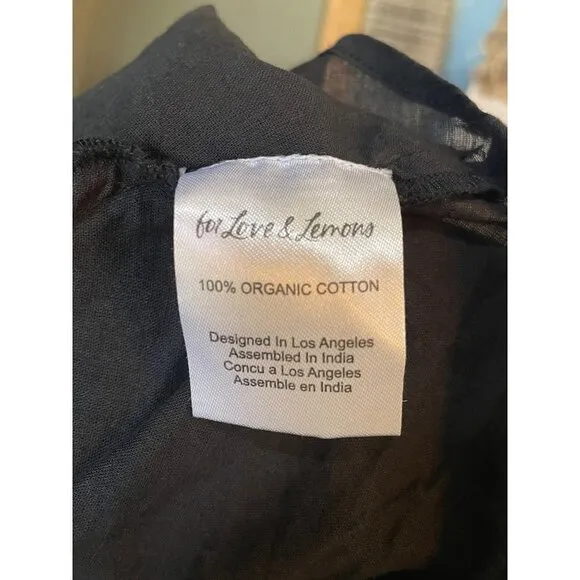 for Love & Lemons
100% ORGANIC COTTON
Designed In Los Angeles
Assembled In India
Concu a Los Angeles
Assemble en India